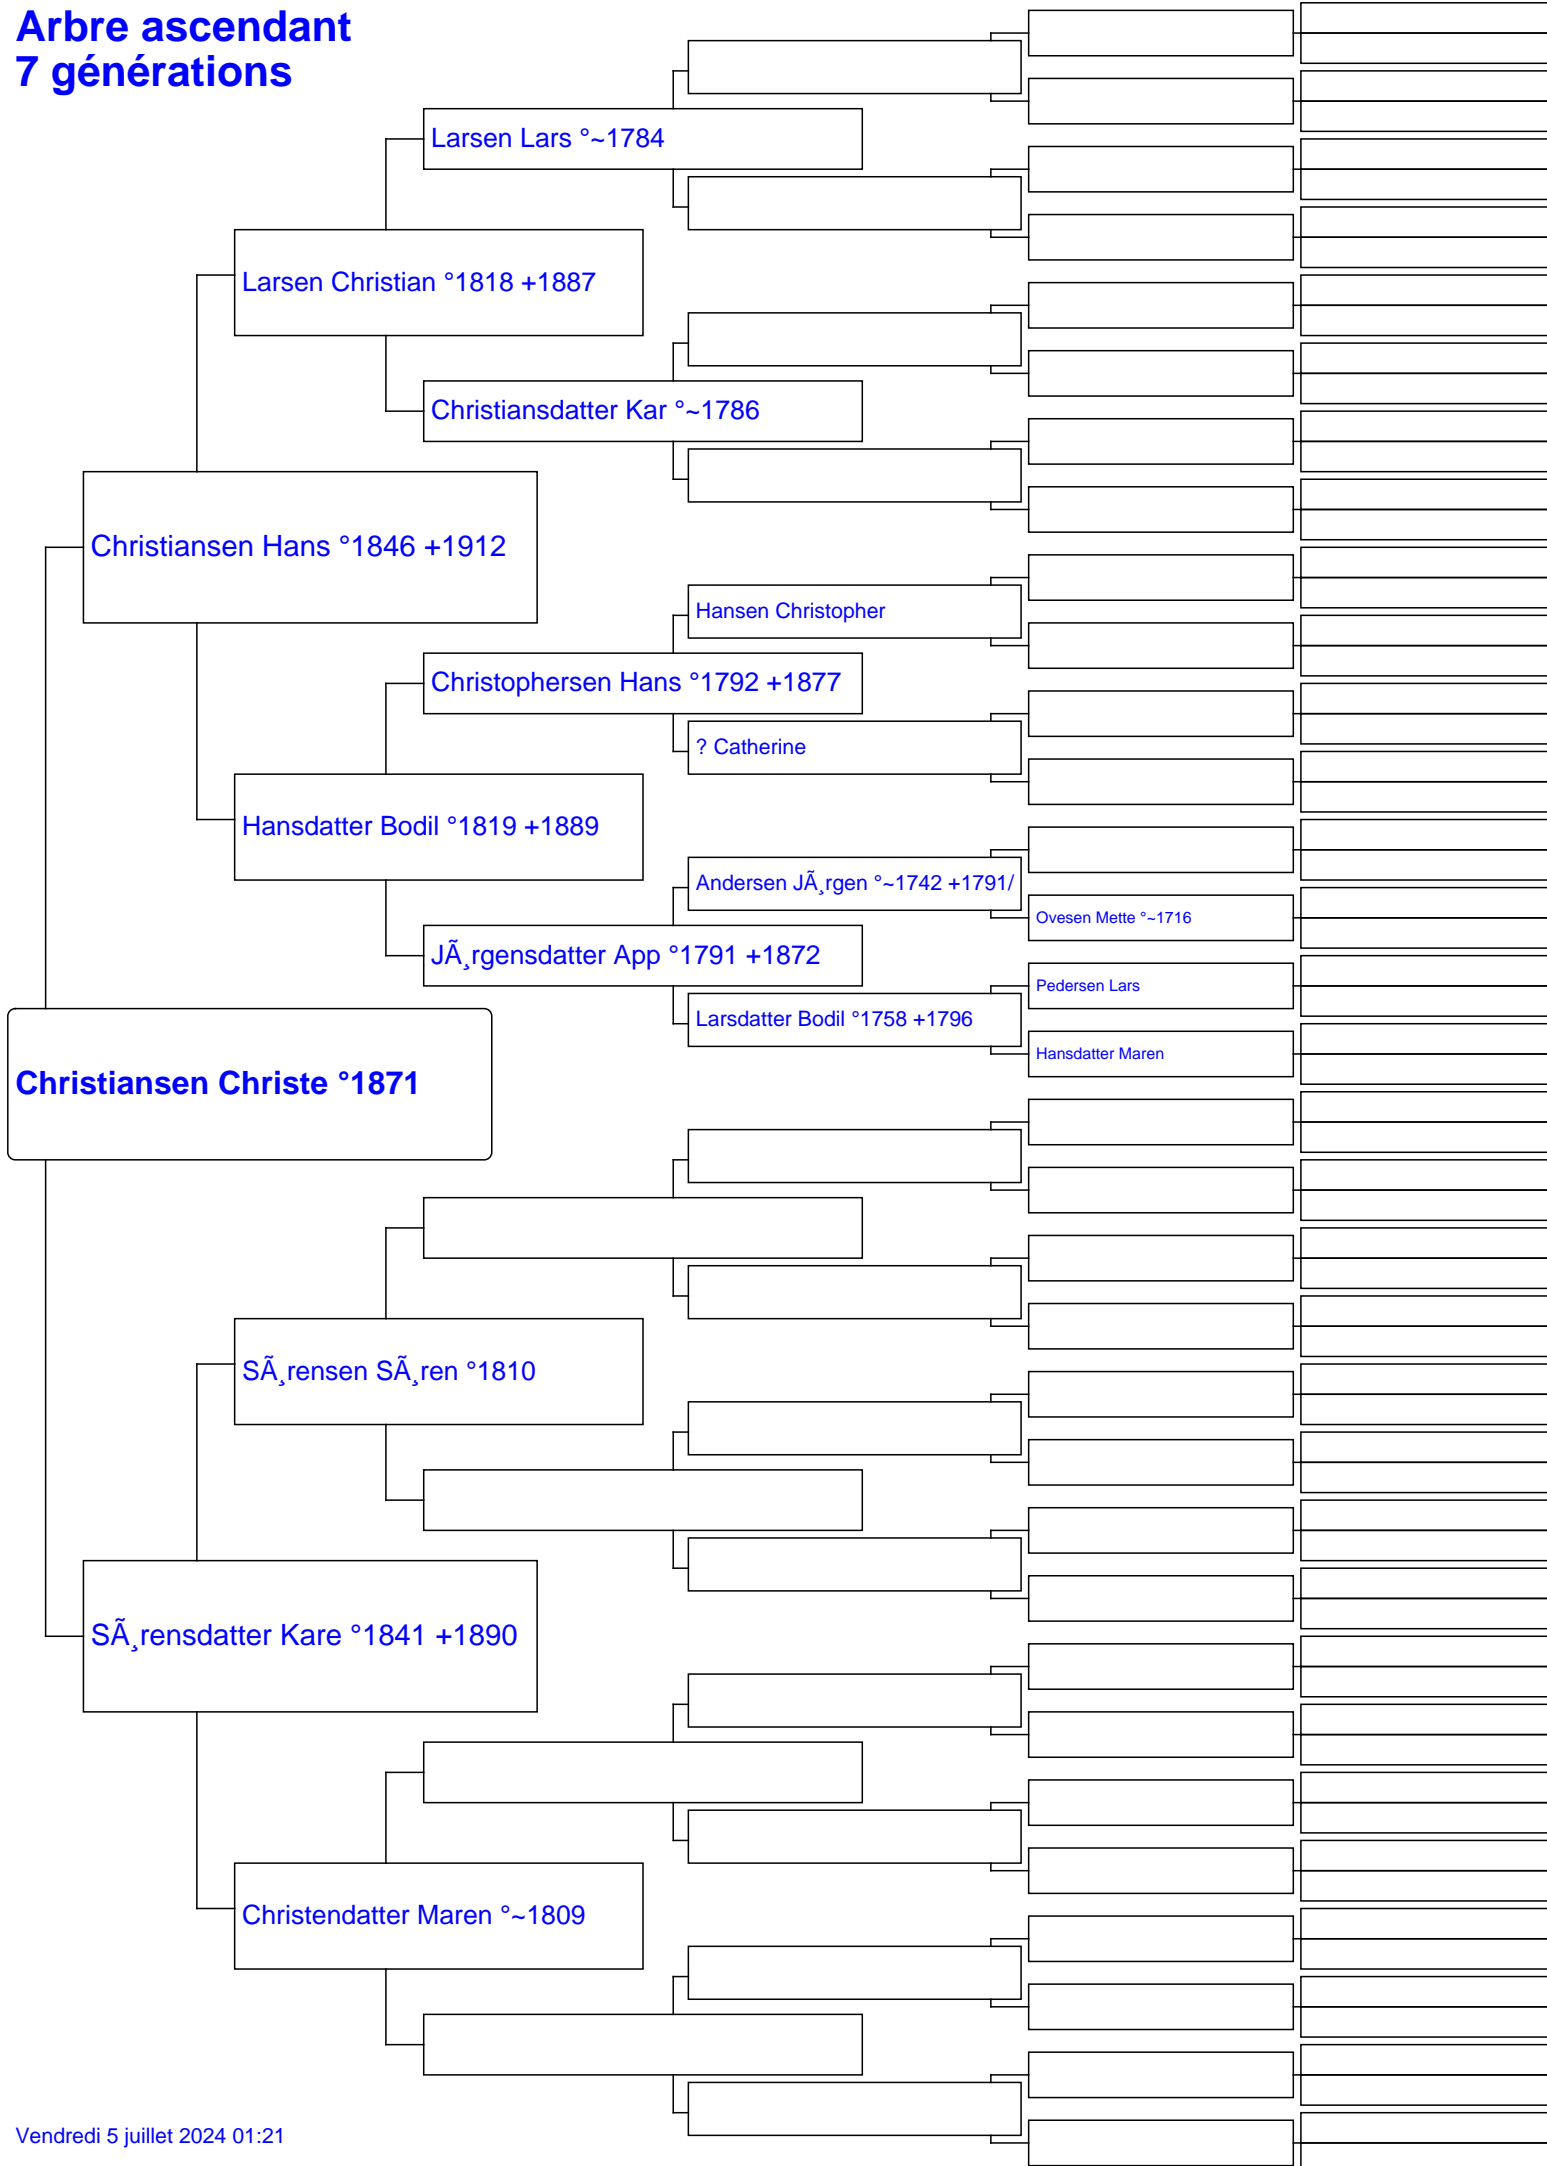 Arbre ascendant
7 générations
Larsen Lars °~1784
Larsen Christian °1818 +1887
Christiansdatter Kar °~1786
Christiansen Hans °1846 +1912
Hansen Christopher
Christophersen Hans °1792 +1877
? Catherine
Hansdatter Bodil °1819 +1889
Andersen JÃ¸rgen °~1742 +1791/
Ovesen Mette °~1716
JÃ¸rgensdatter App °1791 +1872
Pedersen Lars
Larsdatter Bodil °1758 +1796
Hansdatter Maren
Christiansen Christe °1871
SÃ¸rensen SÃ¸ren °1810
SÃ¸rensdatter Kare °1841 +1890
Christendatter Maren °~1809
Vendredi 5 juillet 2024 01:21